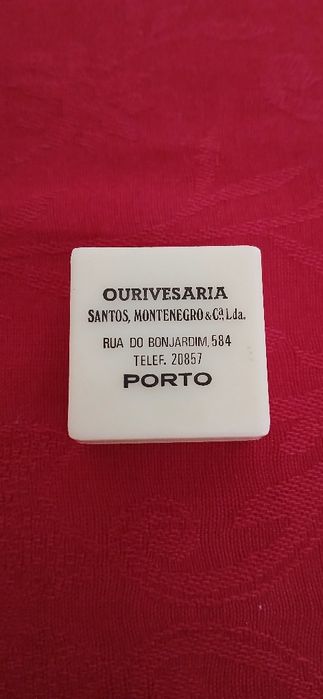 OURIVESARIA
SANTOS, MONTENEGRO & Cª Lda.
RUA DO BONJARDIM, 584
TELEF. 20857
PORTO